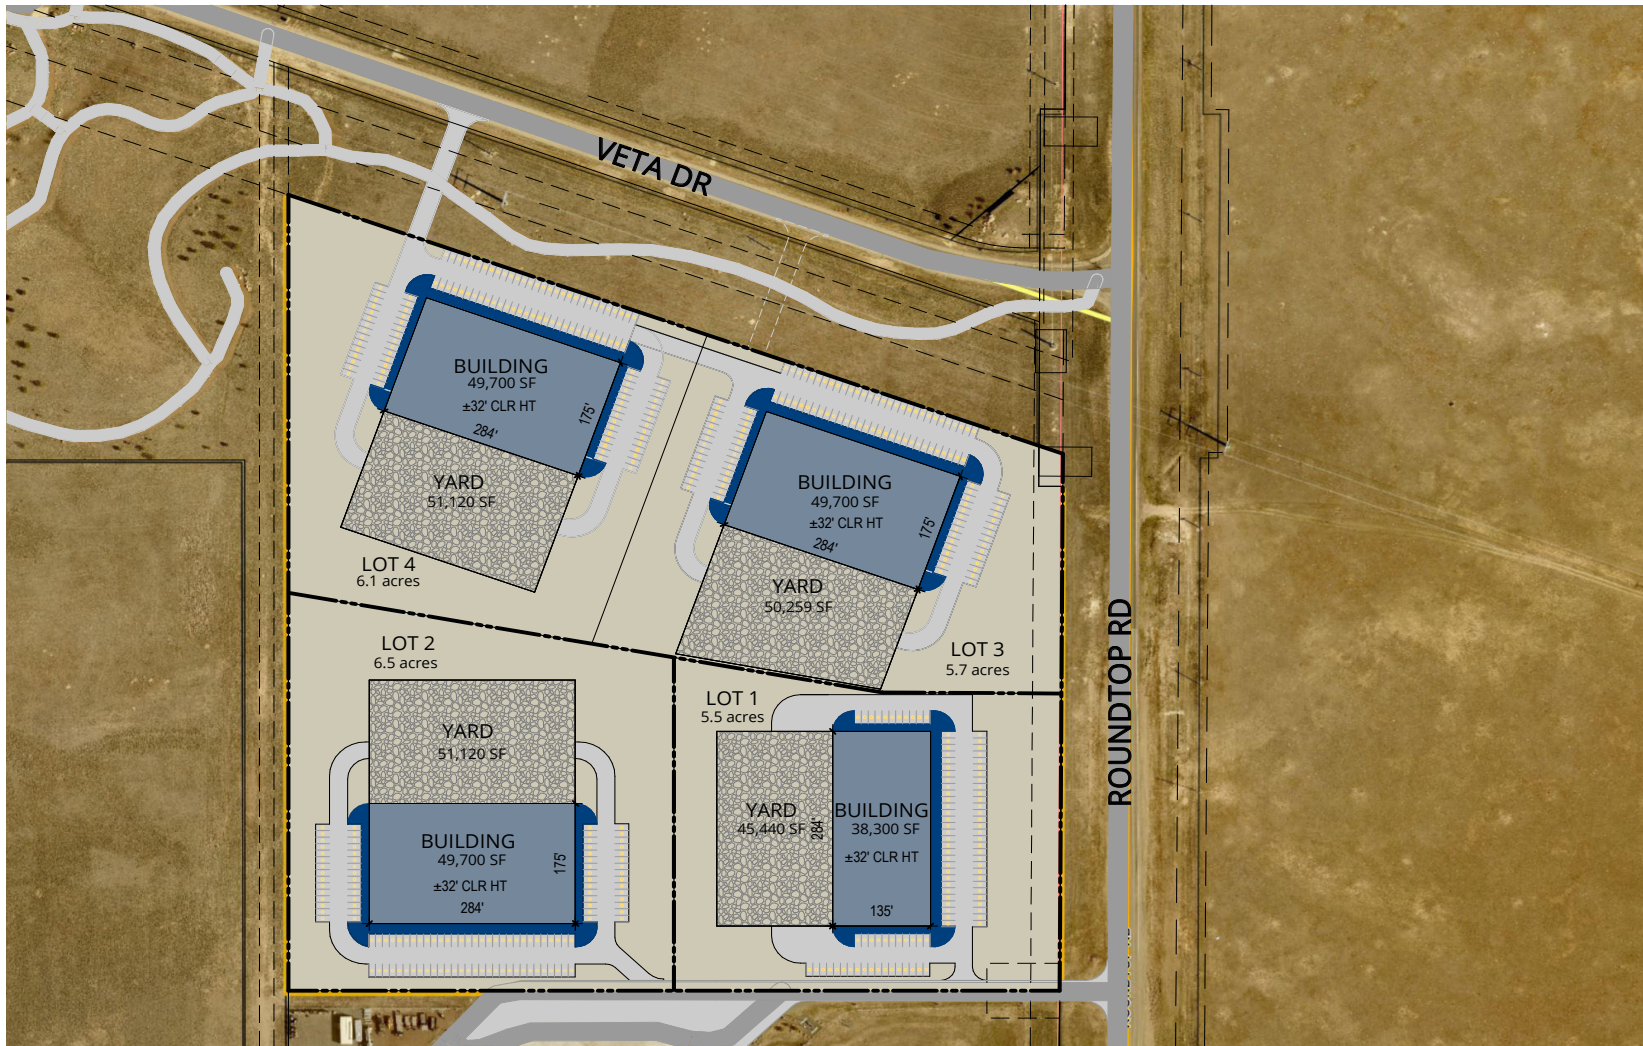 VETA DR
BUILDING
49,700 SF
±32' CLR HT
175'
284'
YARD
51,120 SF
LOT 4
6.1 acres
BUILDING
49,700 SF
±32' CLR HT
175'
284'
YARD
50,259 SF
LOT 3
5.7 acres
ROUNDTOP RD
LOT 2
6.5 acres
YARD
51,120 SF
BUILDING
49,700 SF
175'
±32' CLR HT
284'
LOT 1
5.5 acres
YARD
45,440 SF
284'
BUILDING
38,300 SF
±32' CLR HT
135'